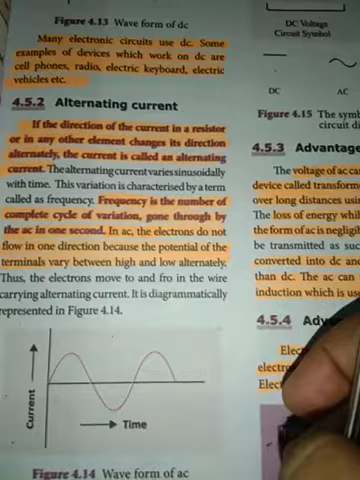 Figure 4.13 Wave form of dc
Many electronic circuits use dc. Some
examples of devices which work on dc are
cell phones, radio, electric keyboard, electric
vehicles etc.
4.5.2 Alternating current
If the direction of the current in a resistor
or in any other element changes its direction
alternately, the current is called an alternating
current. The alternating current varies sinusoidally
with time. This variation is characterised by a term
called as frequency. Frequency is the number of
complete cycle of variation, gone through by
the ac in one second. In ac, the electrons do not
flow in one direction because the potential of the
terminals vary between high and low alternately.
Thus, the electrons move to and fro in the wire
carrying alternating current. It is diagrammatically
represented in Figure 4.14.
Current
Time
Figure 4.14 Wave form of ac
DC Voltage
Circuit Symbol
DC AC
Figure 4.15 The symb
circuit di
4.5.3 Advantage
The voltage of ac ca
device called transform
over long distances usin
The loss of energy whil
the form of ac is negligib
be transmitted as suc
converted into dc and
than dc. The ac can
induction which is use
4.5.4 Adv
Elect
electro
Elect